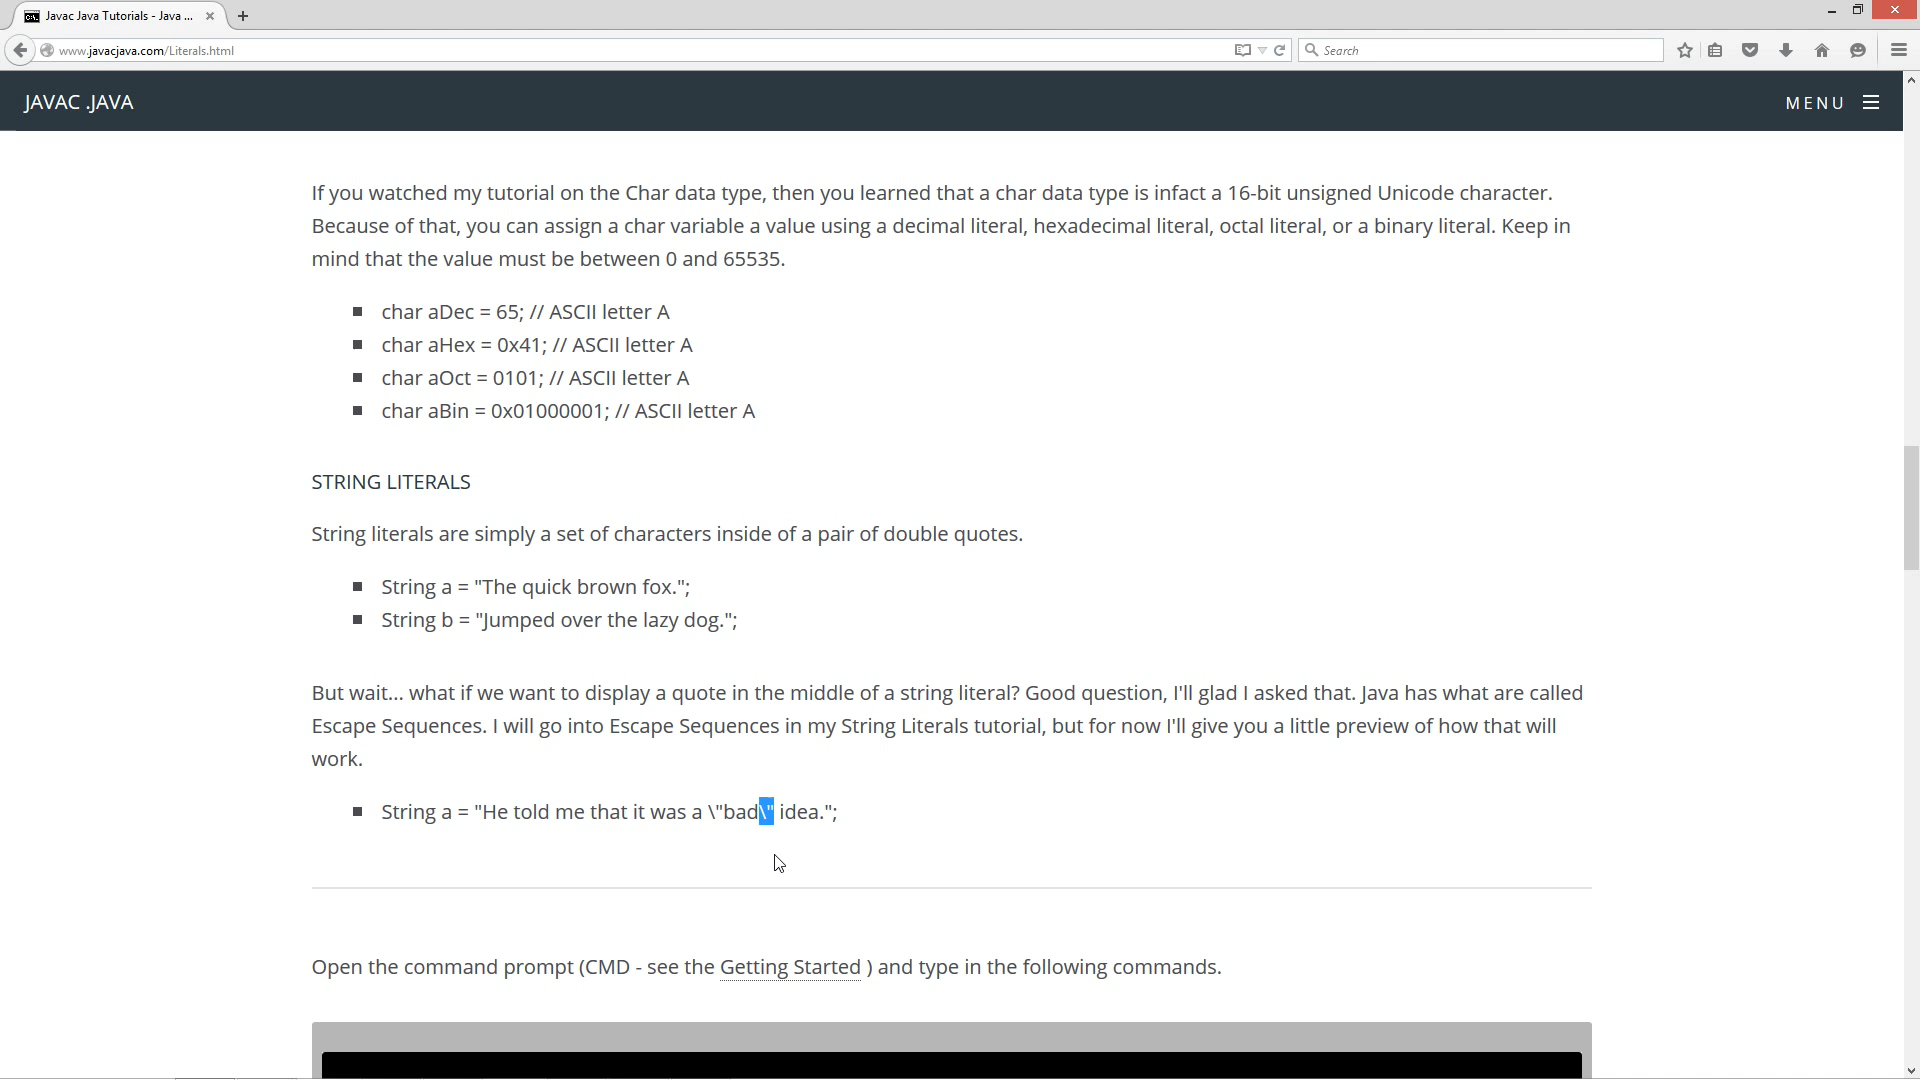 Javac Java Tutorials - Java ...
www.javacjava.com/Literals.html
Search
JAVAC .JAVA
MENU
If you watched my tutorial on the Char data type, then you learned that a char data type is infact a 16-bit unsigned Unicode character.
Because of that, you can assign a char variable a value using a decimal literal, hexadecimal literal, octal literal, or a binary literal. Keep in
mind that the value must be between 0 and 65535.
char aDec = 65; // ASCII letter A
char aHex = 0x41; // ASCII letter A
char aOct = 0101; // ASCII letter A
char aBin = 0x01000001; // ASCII letter A
STRING LITERALS
String literals are simply a set of characters inside of a pair of double quotes.
String a = "The quick brown fox.";
String b = "Jumped over the lazy dog.";
But wait... what if we want to display a quote in the middle of a string literal? Good question, I'll glad I asked that. Java has what are called
Escape Sequences. I will go into Escape Sequences in my String Literals tutorial, but for now I'll give you a little preview of how that will
work.
String a = "He told me that it was a \"bad\" idea.";
Open the command prompt (CMD - see the Getting Started ) and type in the following commands.